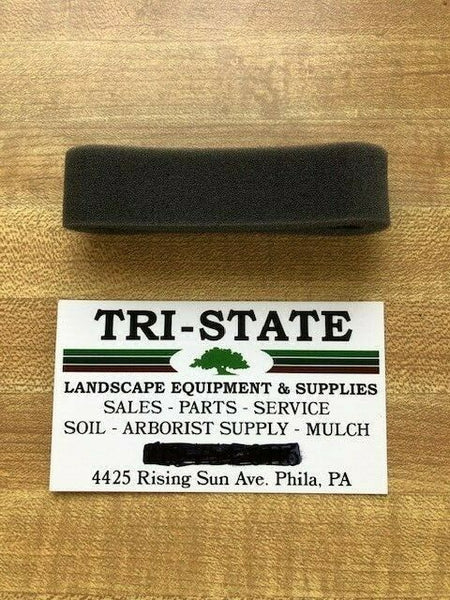 TRI-STATE
LANDSCAPE EQUIPMENT & SUPPLIES
SALES - PARTS - SERVICE
SOIL - ARBORIST SUPPLY - MULCH
4425 Rising Sun Ave. Phila, PA